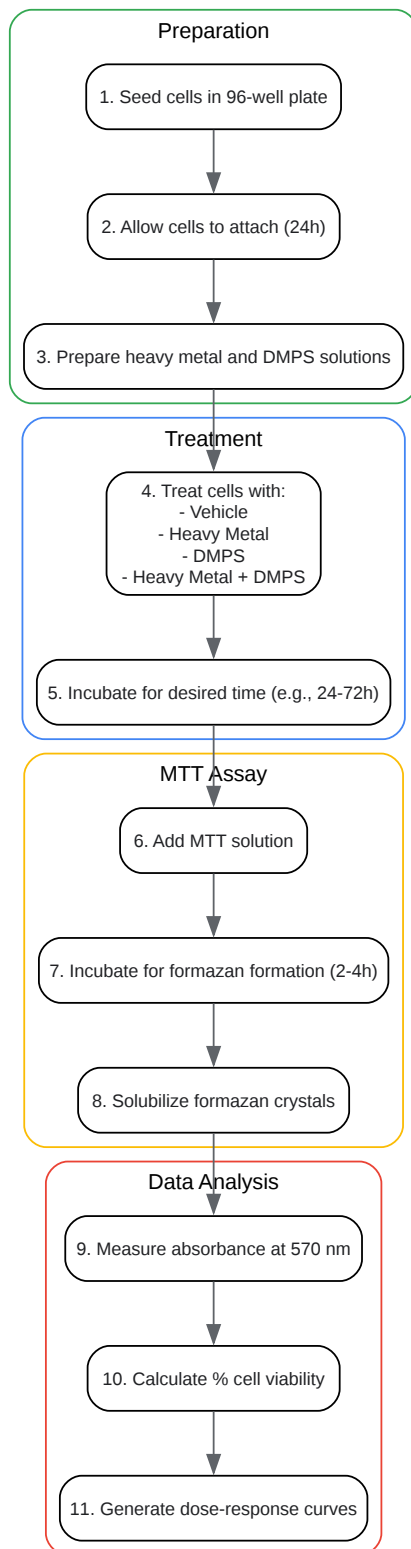 Preparation
1. Seed cells in 96-well plate
2. Allow cells to attach (24h)
3. Prepare heavy metal and DMPS solutions
Treatment
4. Treat cells with:
- Vehicle
- Heavy Metal
- DMPS
- Heavy Metal + DMPS
5. Incubate for desired time (e.g., 24-72h)
MTT Assay
6. Add MTT solution
7. Incubate for formazan formation (2-4h)
8. Solubilize formazan crystals
Data Analysis
9. Measure absorbance at 570 nm
10. Calculate % cell viability
11. Generate dose-response curves